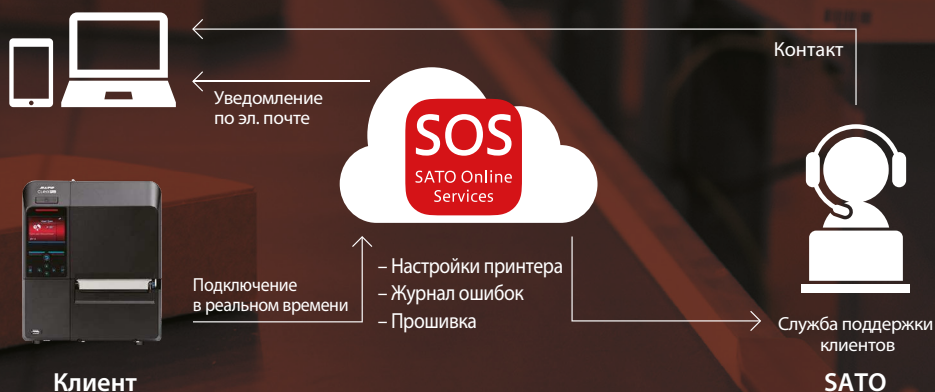 Контакт
Уведомление
по эл. почте
SOS
SATO Online
Services
Подключение
в реальном времени
– Настройки принтера
– Журнал ошибок
– Прошивка
Служба поддержки
клиентов
Клиент
SATO